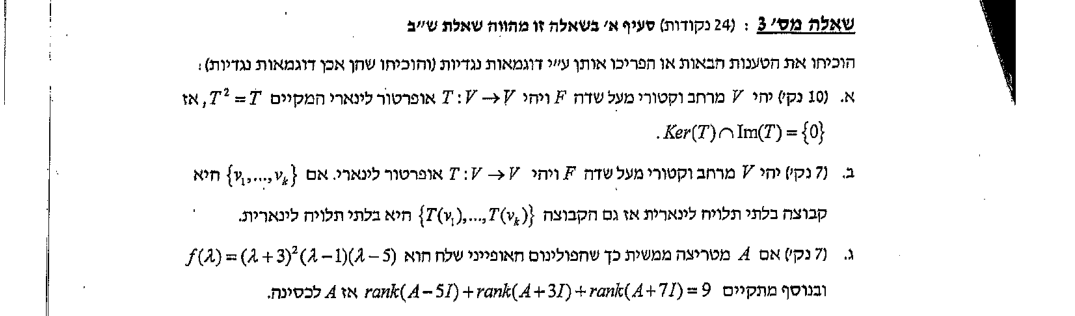 שאלה מס' 3 : (24 נקודות) סעיף א' בשאלה זו מהווה שאלת ש"ב
הוכיחו את הטענות הבאות או הפריכו אותן ע"י דוגמאות נגדיות (והוכיחו שהן אכן דוגמאות נגדיות):
א. (10 נק') יהי V מרחב וקטורי מעל שדה F ויהי T : V → V אופרטור לינארי המקיים T² = T, אז
Ker(T) ∩ Im(T) = {0}.
ב. (7 נק') יהי V מרחב וקטורי מעל שדה F ויהי T : V → V אופרטור לינארי. אם {v₁,...,vₖ} היא
קבוצה בלתי תלויה לינארית אז גם הקבוצה {T(v₁),...,T(vₖ)} היא בלתי תלויה לינארית.
ג. (7 נק') אם A מטריצה ממשית כך שהפולינום האופייני שלה הוא f(λ) = (λ+3)²(λ−1)(λ−5)
ובנוסף מתקיים rank(A−5I) + rank(A+3I) + rank(A+7I) = 9 אז A לכסינה.